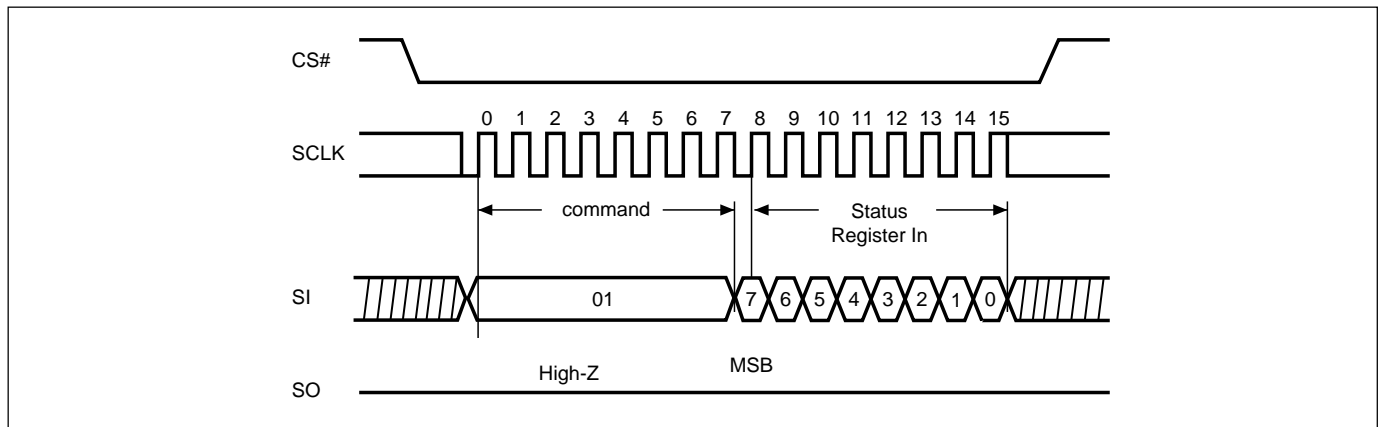 CS#
0 1 2 3 4 5 6 7 8 9 10 11 12 13 14 15
SCLK
command
Status
Register In
SI
01
7 6 5 4 3 2 1 0
High-Z
MSB
SO